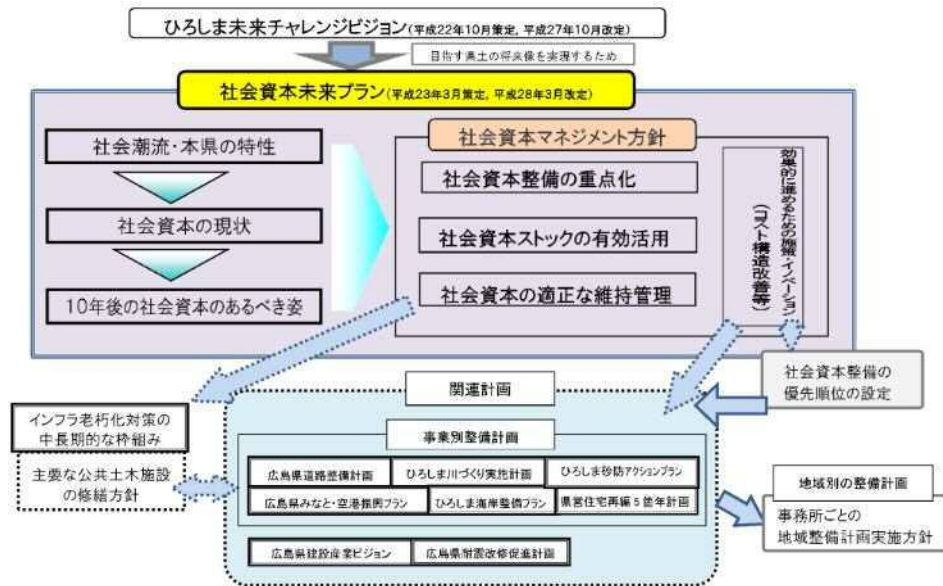 ひろしま未来チャレンジビジョン(平成22年10月策定, 平成27年10月改定)
目指す県土の将来像を実現するため
社会資本未来プラン(平成23年3月策定, 平成28年3月改定)
社会潮流・本県の特性
社会資本の現状
10年後の社会資本のあるべき姿
社会資本マネジメント方針
社会資本整備の重点化
社会資本ストックの有効活用
社会資本の適正な維持管理
効果的に進めるための施策・イノベーション
(コスト構造改善等)
社会資本整備の
優先順位の設定
関連計画
インフラ老朽化対策の
中長期的な枠組み
主要な公共土木施設
の修繕方針
事業別整備計画
広島県道路整備計画
ひろしま川づくり実施計画
ひろしま砂防アクションプラン
広島県みなと・空港振興プラン
ひろしま海岸整備プラン
県営住宅再編5箇年計画
広島県建設産業ビジョン
広島県耐震改修促進計画
地域別の整備計画
事務所ごとの
地域整備計画実施方針